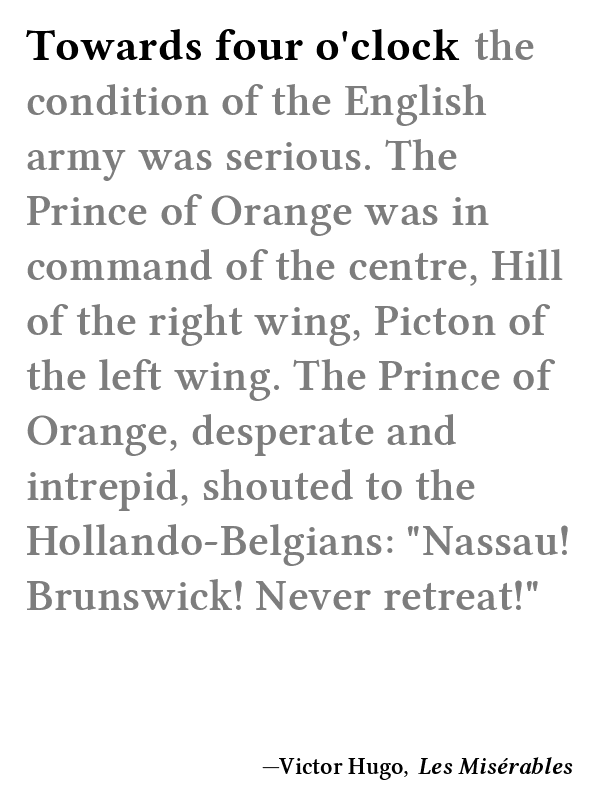 Towards four o'clock the
condition of the English
army was serious. The
Prince of Orange was in
command of the centre, Hill
of the right wing, Picton of
the left wing. The Prince of
Orange, desperate and
intrepid, shouted to the
Hollando-Belgians: "Nassau!
Brunswick! Never retreat!"
—Victor Hugo, Les Misérables